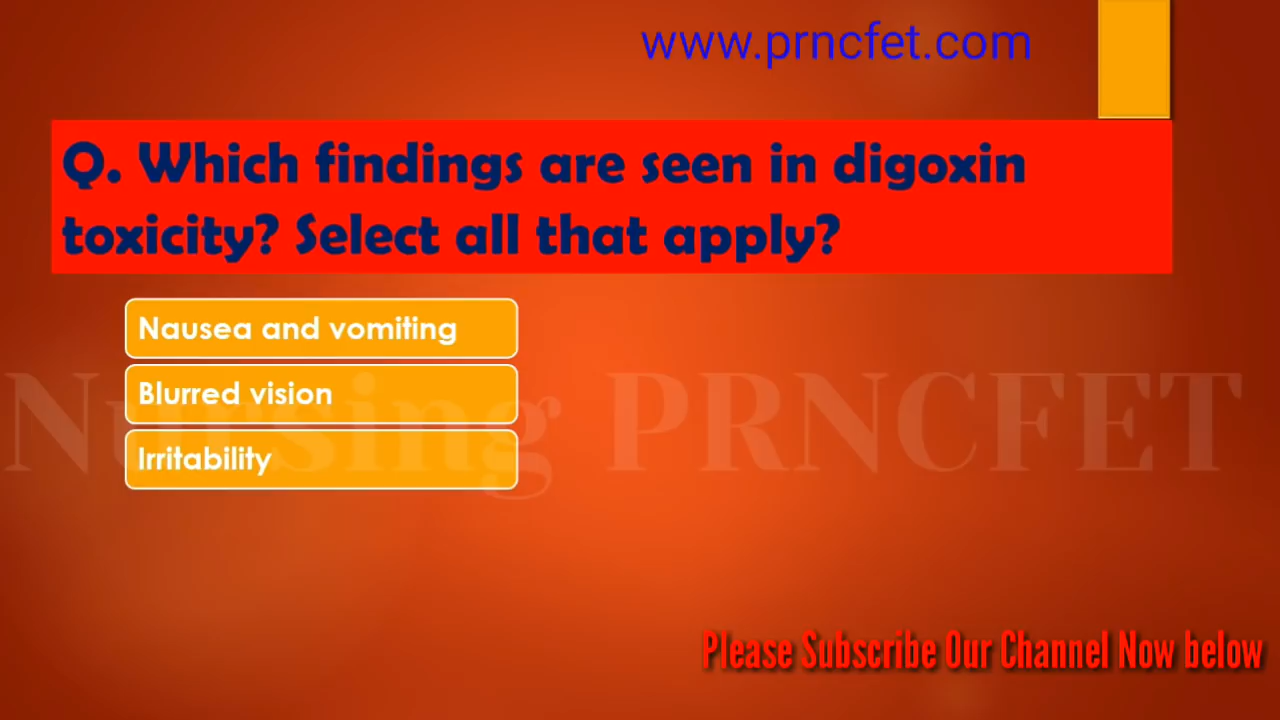 www.prncfet.com
Q. Which findings are seen in digoxin
toxicity? Select all that apply?
Nausea and vomiting
Blurred vision
Irritability
Nursing PRNCFET
Please Subscribe Our Channel Now below